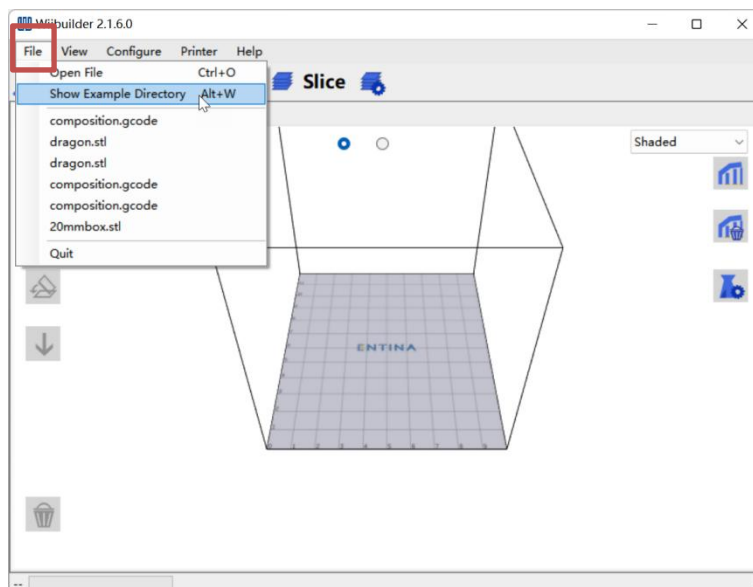 Wiibuilder 2.1.6.0
File View Configure Printer Help
Open File Ctrl+O
Show Example Directory Alt+W
composition.gcode
dragon.stl
dragon.stl
composition.gcode
composition.gcode
20mmbox.stl
Quit
Slice
Shaded
ENTINA
--